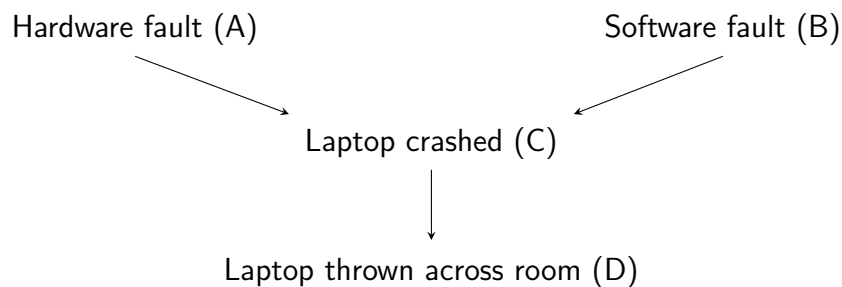 Hardware fault (A)
Software fault (B)
Laptop crashed (C)
Laptop thrown across room (D)